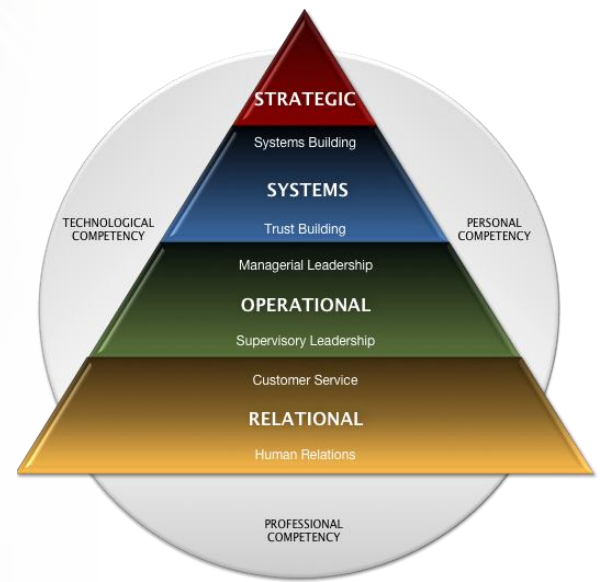 STRATEGIC
Systems Building
SYSTEMS
TECHNOLOGICAL
COMPETENCY
PERSONAL
COMPETENCY
Trust Building
Managerial Leadership
OPERATIONAL
Supervisory Leadership
Customer Service
RELATIONAL
Human Relations
PROFESSIONAL
COMPETENCY